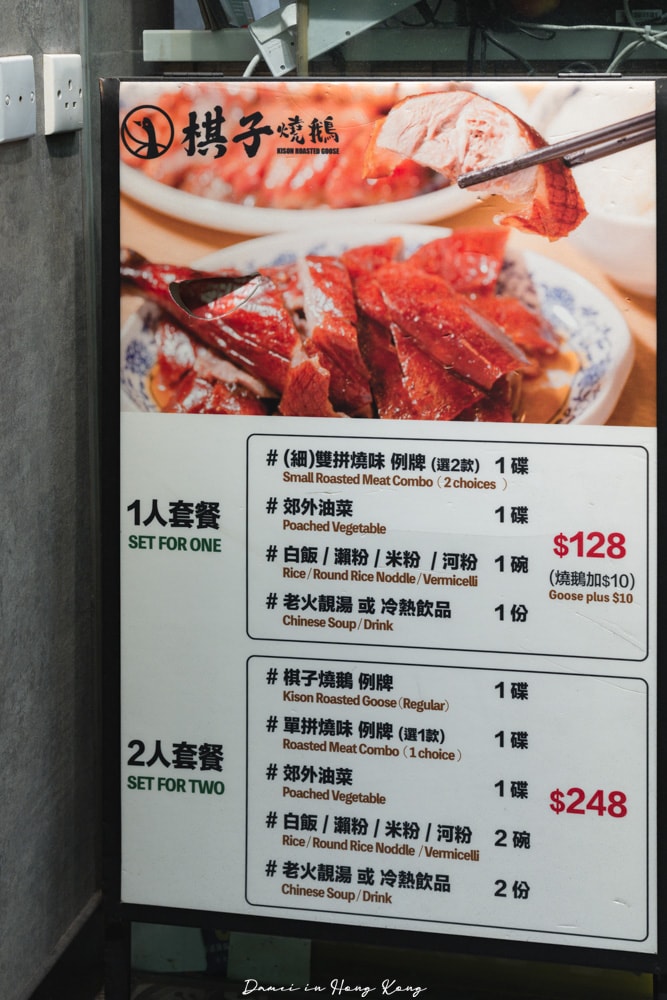 棋子燒鵝
KISON ROASTED GOOSE
1人套餐
SET FOR ONE
# (細)雙拼燒味 例牌 (選2款) 1碟
Small Roasted Meat Combo (2 choices )
# 郊外油菜 1碟
Poached Vegetable
# 白飯 / 瀨粉 / 米粉 / 河粉 1碗
Rice / Round Rice Noddle / Vermicelli
# 老火靚湯 或 冷熱飲品 1份
Chinese Soup / Drink
$128
(燒鵝加$10)
Goose plus $10
2人套餐
SET FOR TWO
# 棋子燒鵝 例牌 1碟
Kison Roasted Goose (Regular)
# 單拼燒味 例牌 (選1款) 1碟
Roasted Meat Combo (1 choice )
# 郊外油菜 1碟
Poached Vegetable
# 白飯 / 瀨粉 / 米粉 / 河粉 2碗
Rice / Round Rice Noddle / Vermicelli
# 老火靚湯 或 冷熱飲品 2份
Chinese Soup / Drink
$248
Damei in Hong Kong